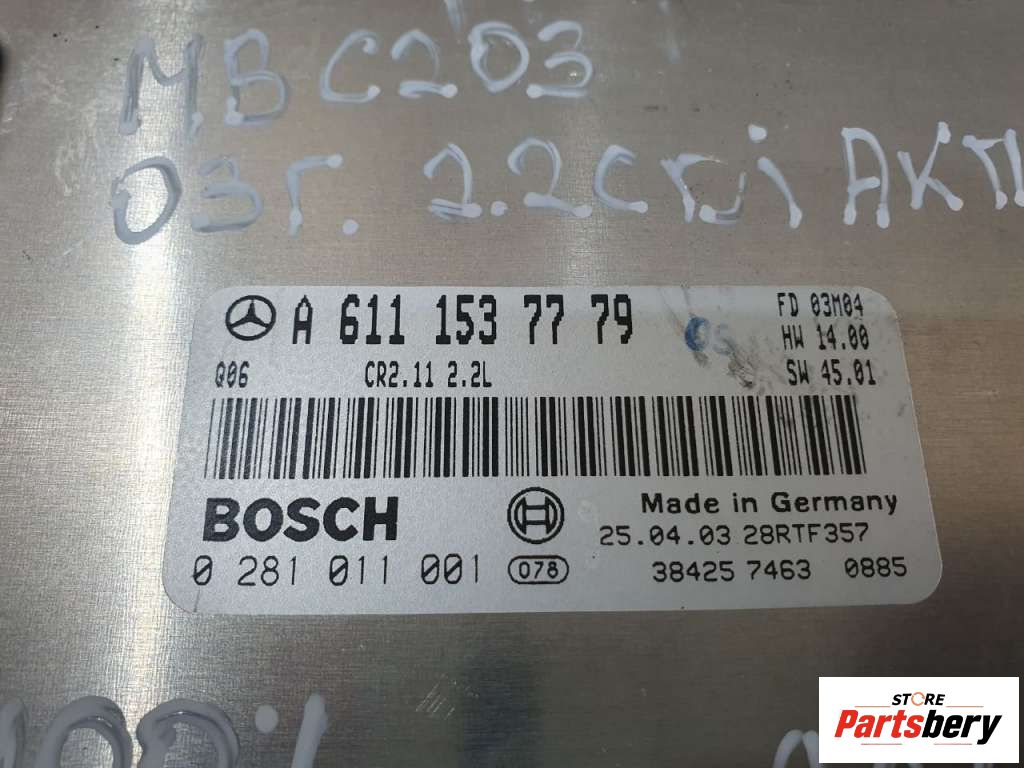 MB C203
03г. 2.2CTDi АКП
A 611 153 77 79
FD 03M04
HW 14.00
Q06 CR2.11 2.2L SW 45.01
BOSCH
Made in Germany
25.04.03 28RTF357
0 281 011 001 078 38425 7463 0885
STORE
Partsbery